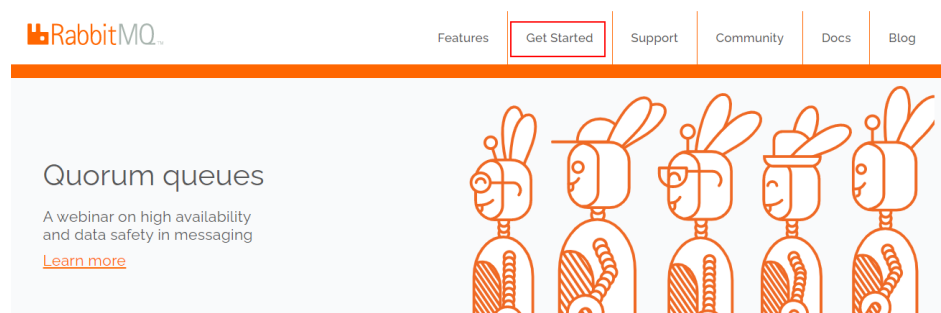 RabbitMQ
Features Get Started Support Community Docs Blog
Quorum queues
A webinar on high availability
and data safety in messaging
Learn more